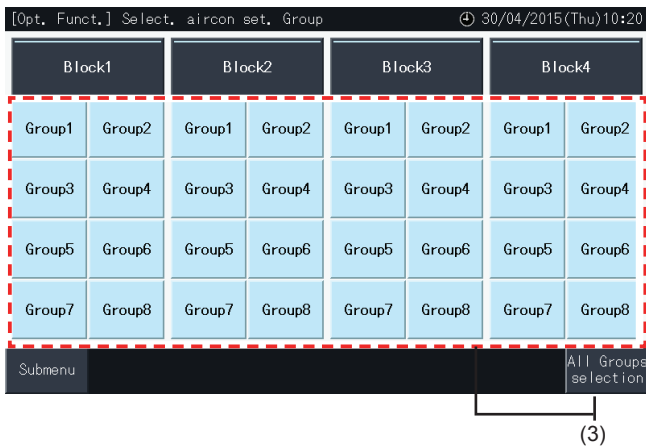 [Opt. Funct.] Select. aircon set. Group 30/04/2015(Thu)10:20
Block1 Block2 Block3 Block4
Group1 Group2 Group1 Group2 Group1 Group2 Group1 Group2
Group3 Group4 Group3 Group4 Group3 Group4 Group3 Group4
Group5 Group6 Group5 Group6 Group5 Group6 Group5 Group6
Group7 Group8 Group7 Group8 Group7 Group8 Group7 Group8
Submenu
All Groups
selection
(3)